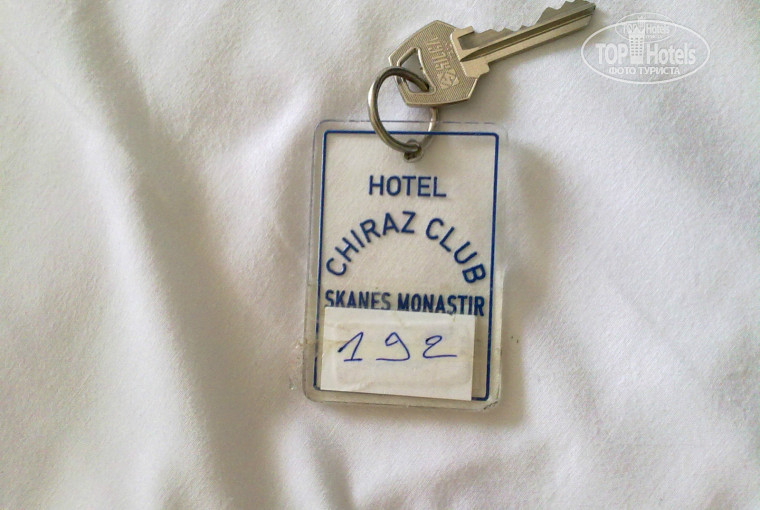 TOP Hotels
ФОТО ТУРИСТА
HOTEL
CHIRAZ CLUB
SKANES MONASTIR
192